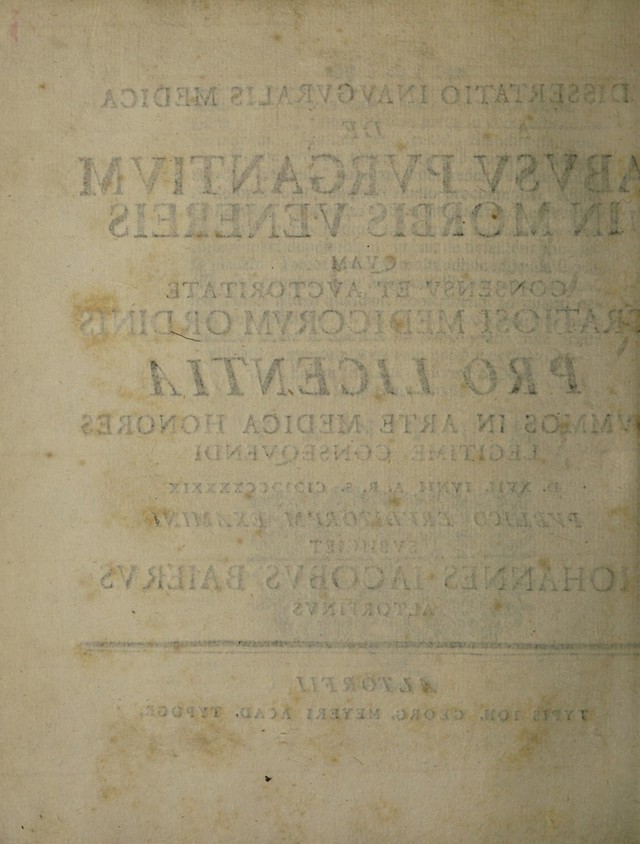 DISSERTATIO INAVGVRALIS MEDICA
DE
ABVSV PVRGANTIVM
IN MORBIS VENEREIS
QVAM
CONSENSV ET AVCTORITATE
GRATIOSI MEDICORVM ORDINIS
PRO LICENTIA
SVMMOS IN ARTE MEDICA HONORES
LEGITIME CONSEQVENDI
D. XVII. IVNII A. R. S.
PVBLICO ERVDITORVM EXAMINI
SVBMITTET
IOHANNES IACOBVS BAIERVS
ALTORFINVS
ALTORFII
TYPIS IOH. GEORG. MEYERI ACAD. TYPOGR.